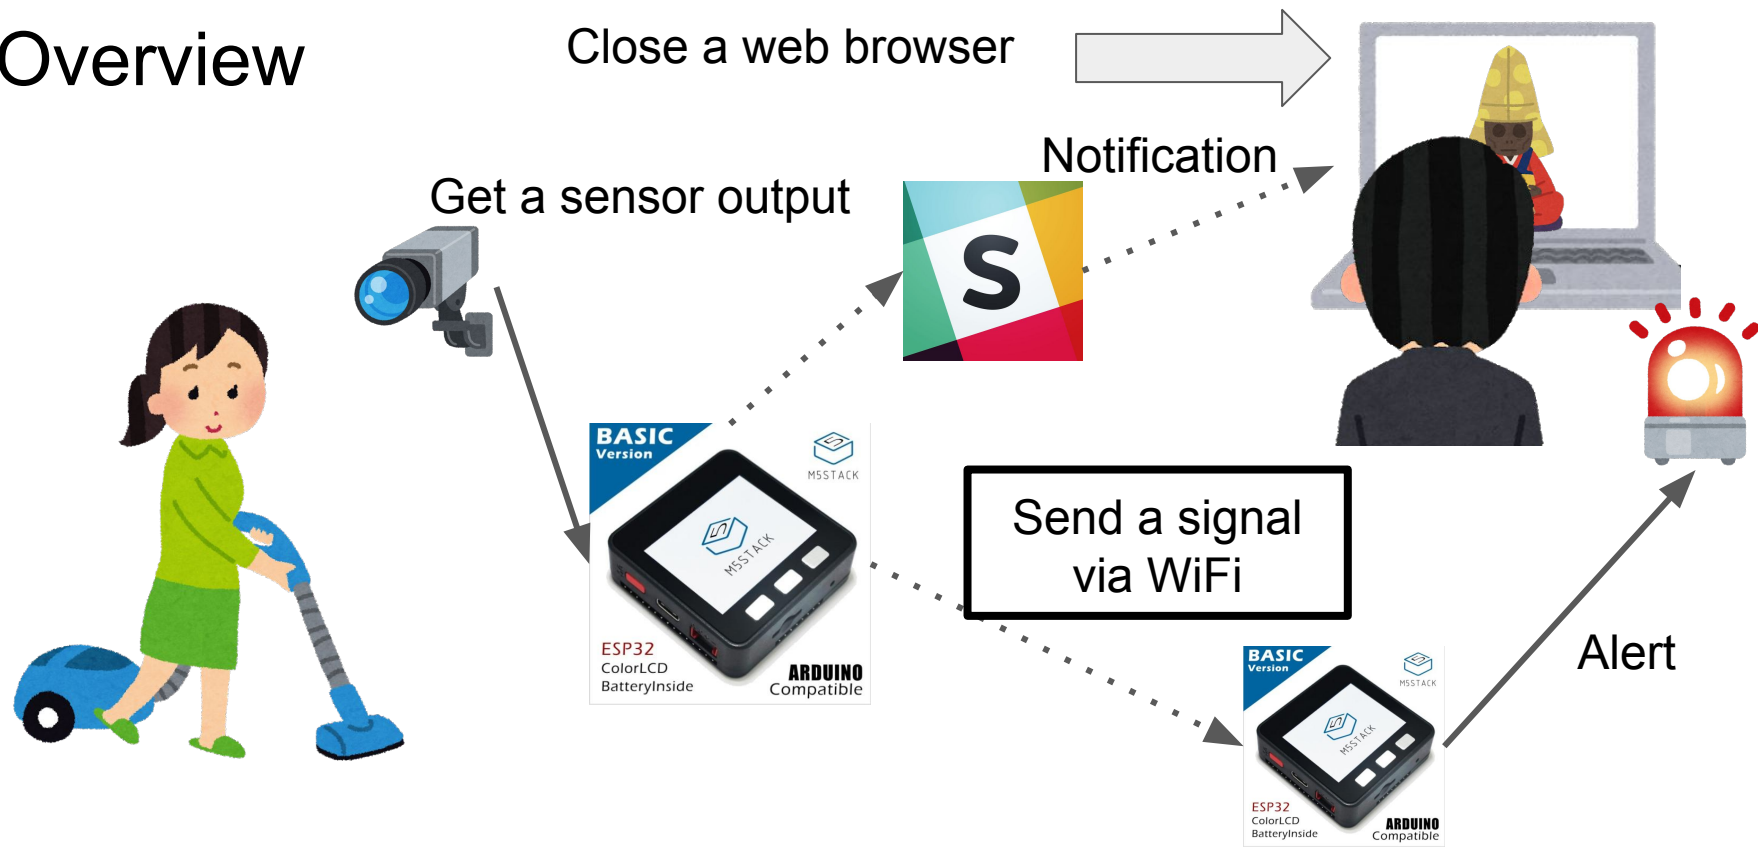 Overview
Close a web browser
Notification
Get a sensor output
S
BASIC
Version
M5STACK
M5STACK
ESP32
ColorLCD
BatteryInside
ARDUINO
Compatible
Send a signal
via WiFi
Alert
BASIC
Version
M5STACK
M5STACK
ESP32
ColorLCD
BatteryInside
ARDUINO
Compatible